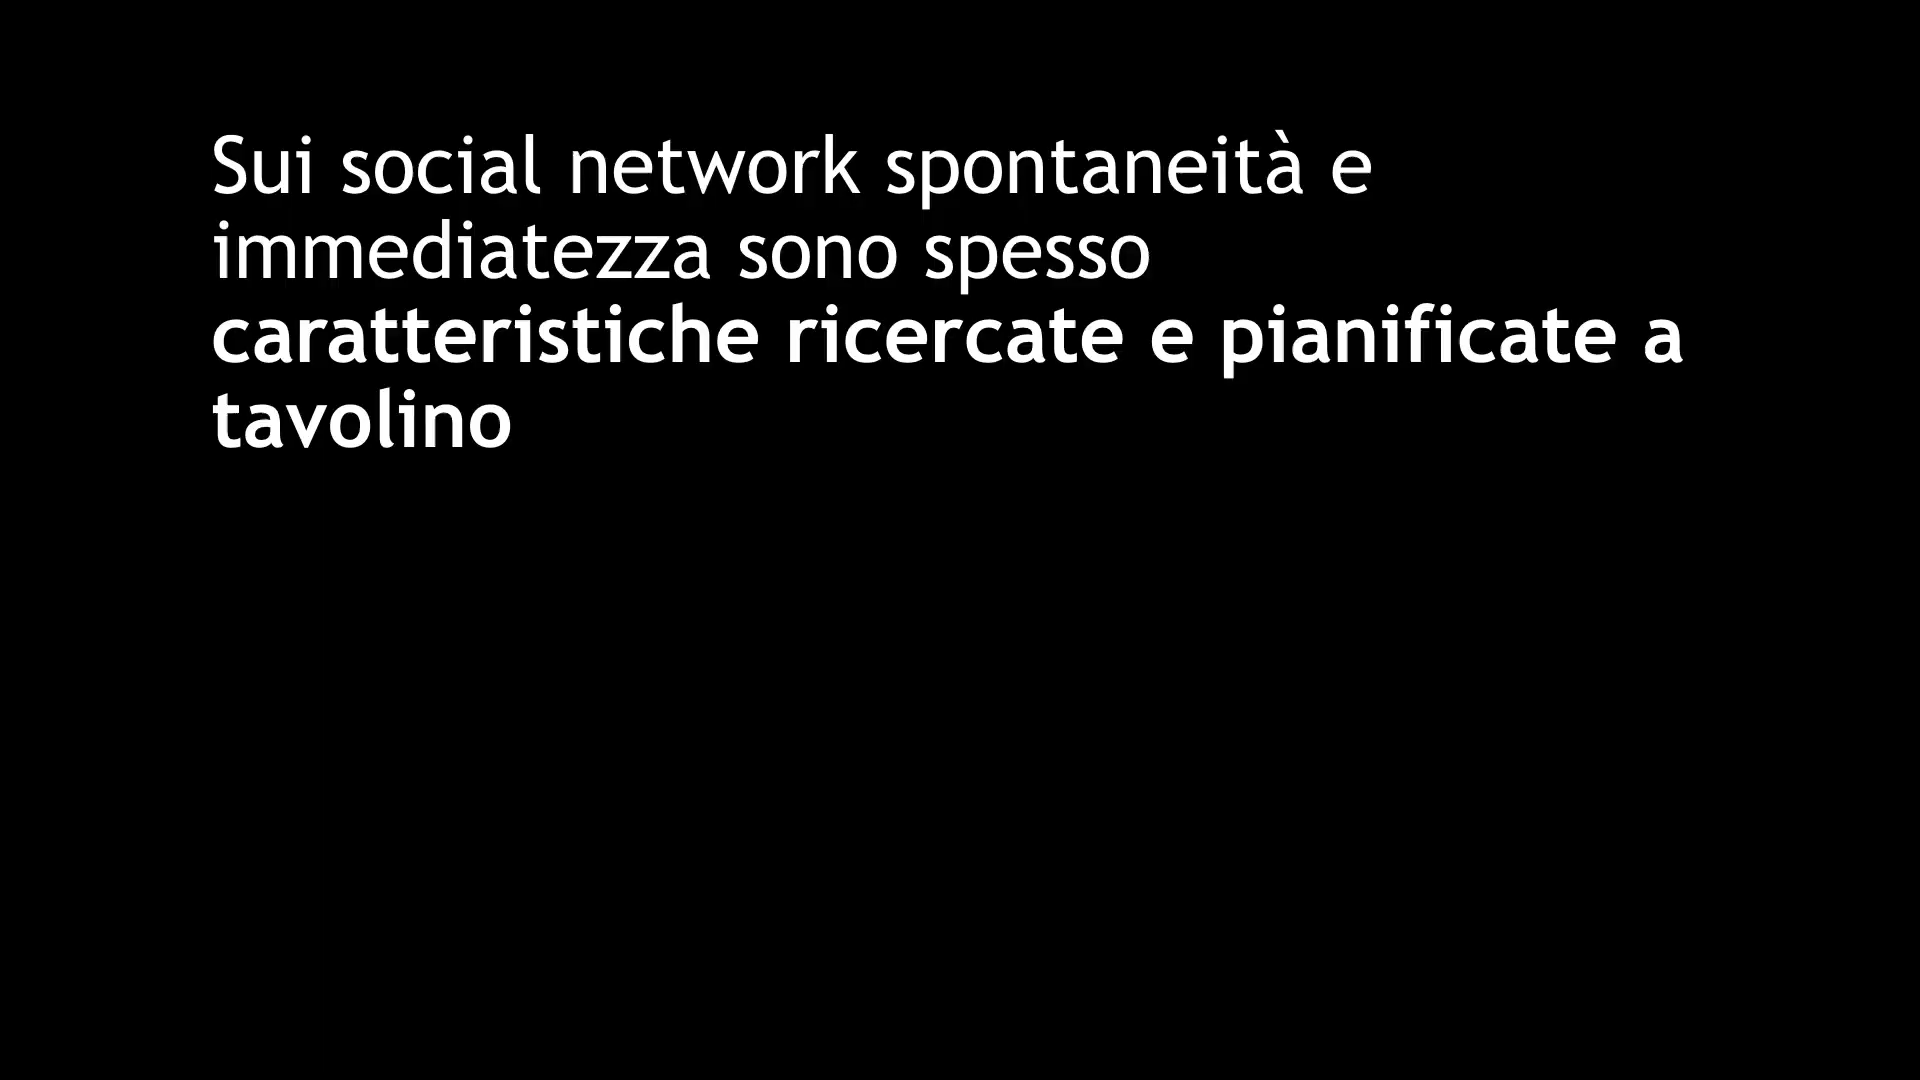 Sui social network spontaneità e
immediatezza sono spesso
caratteristiche ricercate e pianificate a
tavolino